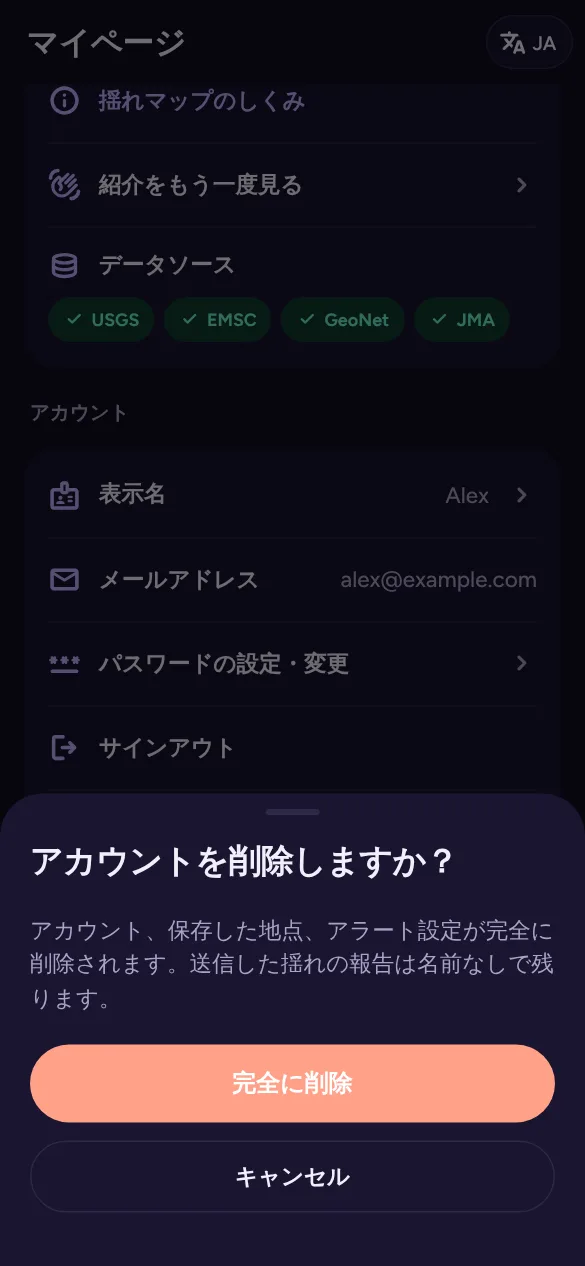 マイページ
JA
揺れマップのしくみ
紹介をもう一度見る
データソース
USGS
EMSC
GeoNet
JMA
アカウント
表示名
Alex
メールアドレス
alex@example.com
パスワードの設定・変更
サインアウト
アカウントを削除しますか？
アカウント、保存した地点、アラート設定が完全に
削除されます。送信した揺れの報告は名前なしで残
ります。
完全に削除
キャンセル